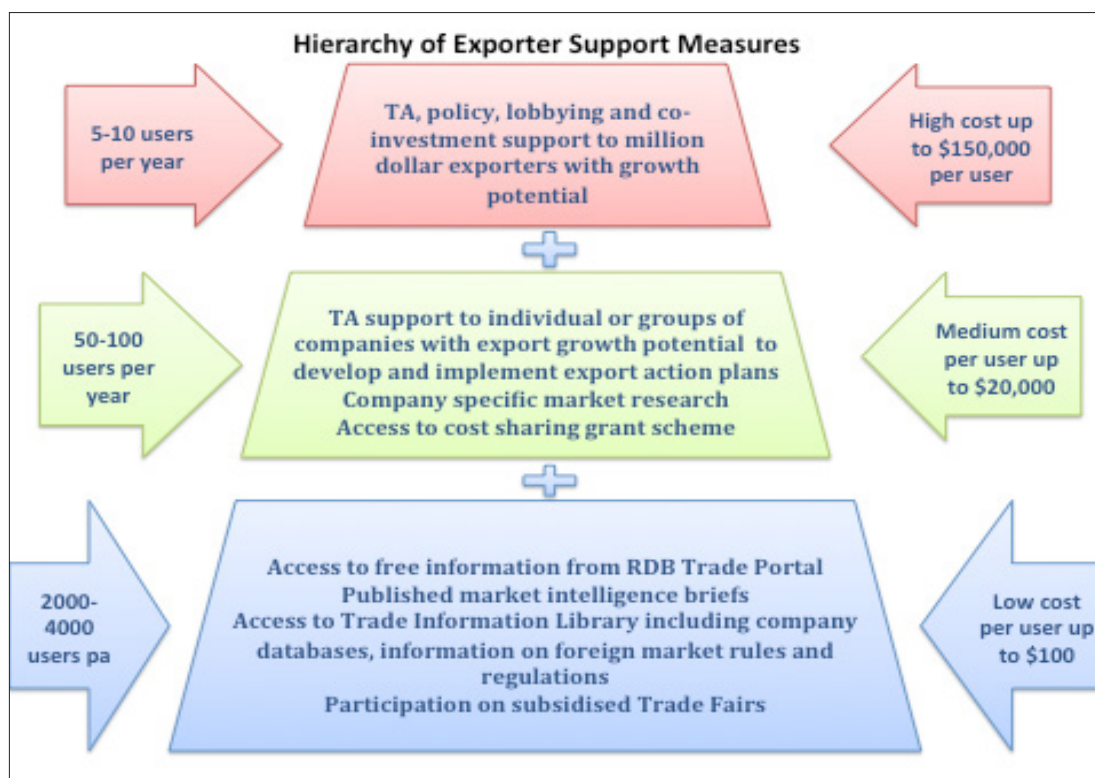 Hierarchy of Exporter Support Measures
5-10 users
per year
TA, policy, lobbying and co-
investment support to million
dollar exporters with growth
potential
High cost up
to $150,000
per user
50-100
users per
year
TA support to individual or groups of
companies with export growth potential to
develop and implement export action plans
Company specific market research
Access to cost sharing grant scheme
Medium cost
per user up
to $20,000
2000-
4000
users pa
Access to free information from RDB Trade Portal
Published market intelligence briefs
Access to Trade Information Library including company
databases, information on foreign market rules and
regulations
Participation on subsidised Trade Fairs
Low cost
per user up
to $100